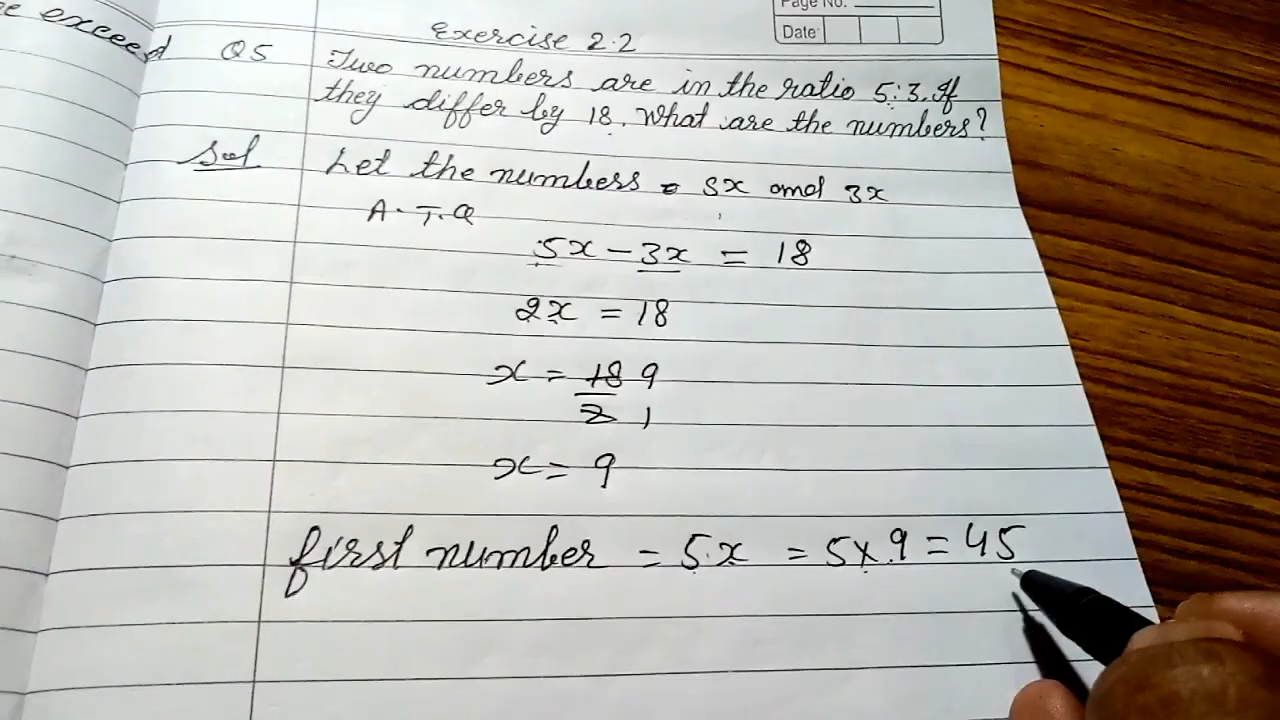 Page No.
Date:
e exceed
Exercise 2.2
Q5 Two numbers are in the ratio 5:3. If
they differ by 18. What are the numbers?
Sol Let the numbers = 5x and 3x
A.T.Q
5x - 3x = 18
2x = 18
x = 18 9
2 1
x = 9
first number = 5.x = 5x9 = 45